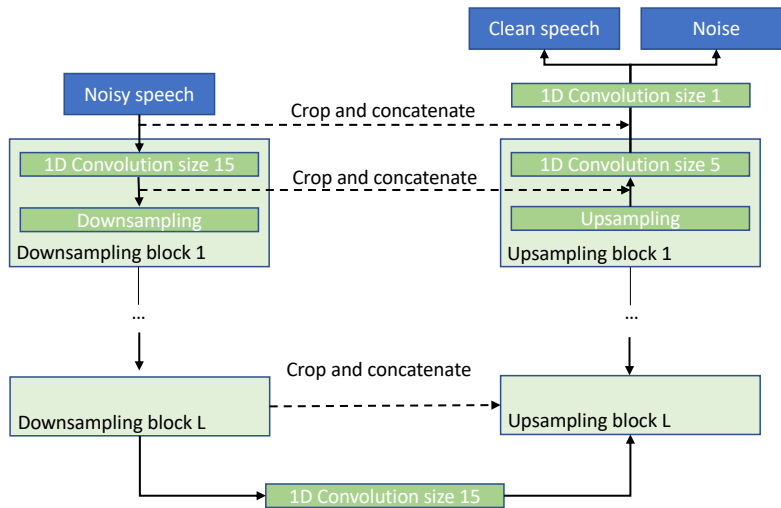 Clean speech
Noise
Noisy speech
1D Convolution size 1
Crop and concatenate
1D Convolution size 15
1D Convolution size 5
Crop and concatenate
Downsampling
Upsampling
Downsampling block 1
Upsampling block 1
...
...
Crop and concatenate
Downsampling block L
Upsampling block L
1D Convolution size 15